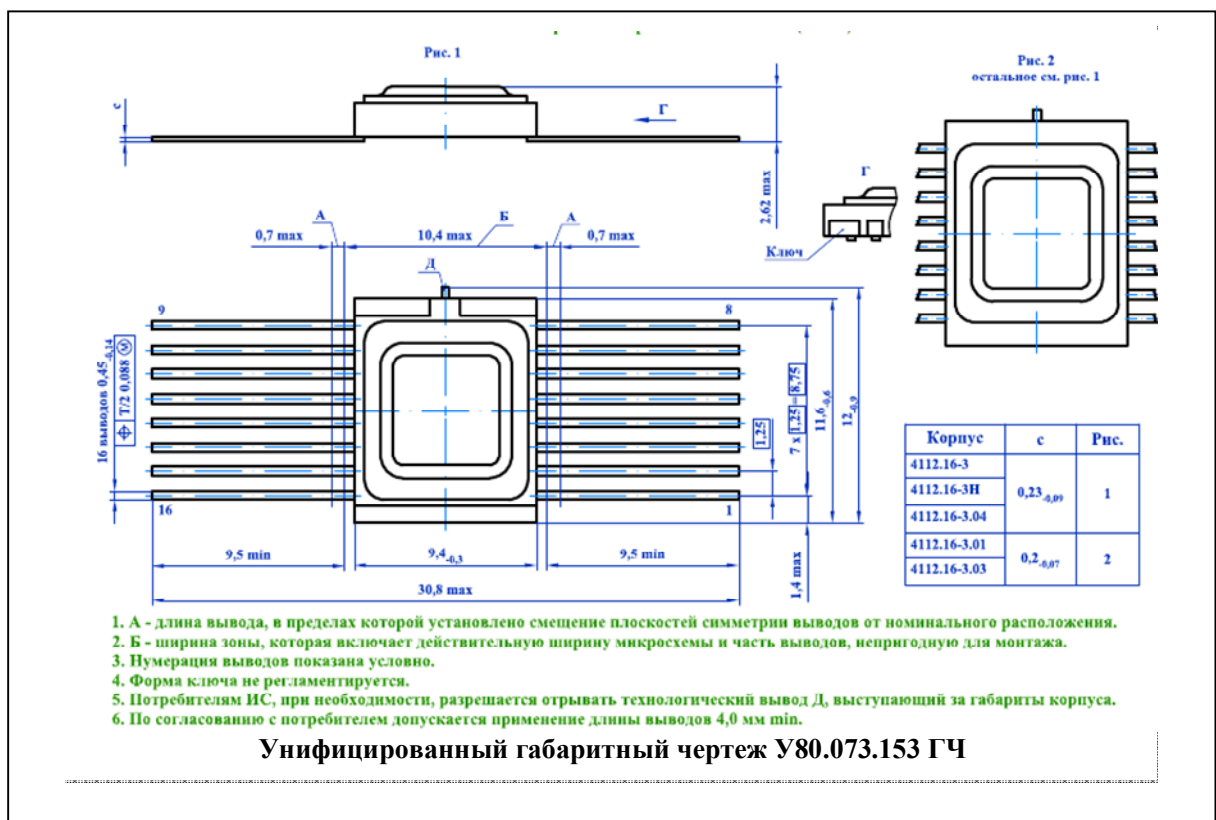 Рис. 1
Рис. 2
остальное см. рис. 1
с
Г
2,62 max
Г
Ключ
А
Б
А
0,7 max
10,4 max
0,7 max
Д
9
8
16 выводов 0,45-0,14
T/2 0,088 W
1,25
7 x 1,25=8,75
11,6-0,6
12-0,9
16
1
9,5 min
9,4-0,3
9,5 min
1,4 max
30,8 max
Корпус с Рис.
4112.16-3
4112.16-3Н 0,23-0,09 1
4112.16-3.04
4112.16-3.01
0,2-0,07 2
4112.16-3.03
1. А - длина вывода, в пределах которой установлено смещение плоскостей симметрии выводов от номинального расположения.
2. Б - ширина зоны, которая включает действительную ширину микросхемы и часть выводов, непригодную для монтажа.
3. Нумерация выводов показана условно.
4. Форма ключа не регламентируется.
5. Потребителям ИС, при необходимости, разрешается отрывать технологический вывод Д, выступающий за габариты корпуса.
6. По согласованию с потребителем допускается применение длины выводов 4,0 мм min.
Унифицированный габаритный чертеж У80.073.153 ГЧ